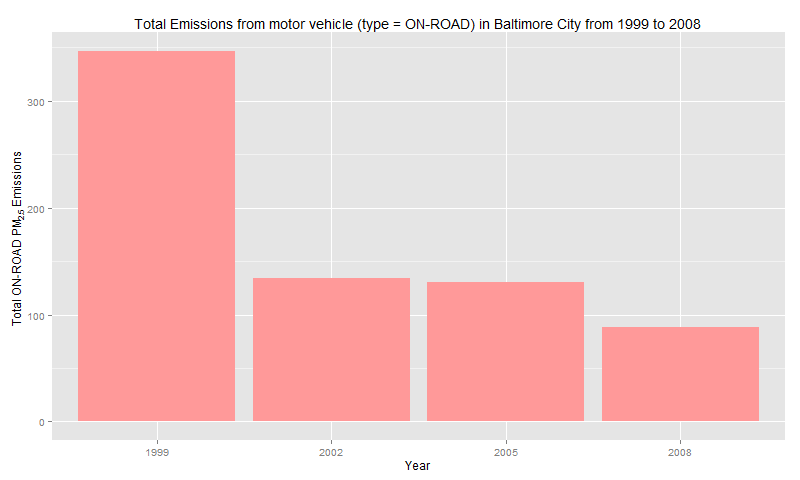 Total Emissions from motor vehicle (type = ON-ROAD) in Baltimore City from 1999 to 2008
Total ON-ROAD PM2.5 Emissions
300
200
100
0
1999 2002 2005 2008
Year